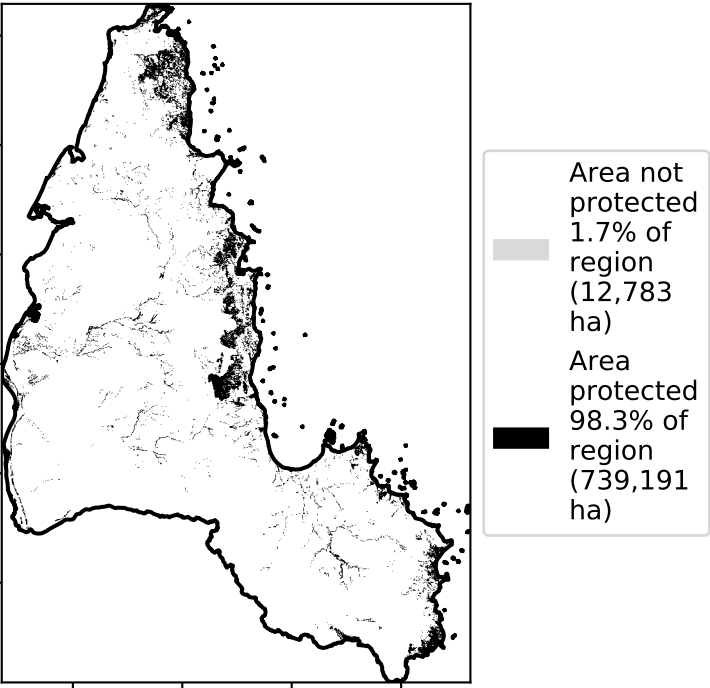 Area not
protected
1.7% of
region
(12,783
ha)
Area
protected
98.3% of
region
(739,191
ha)